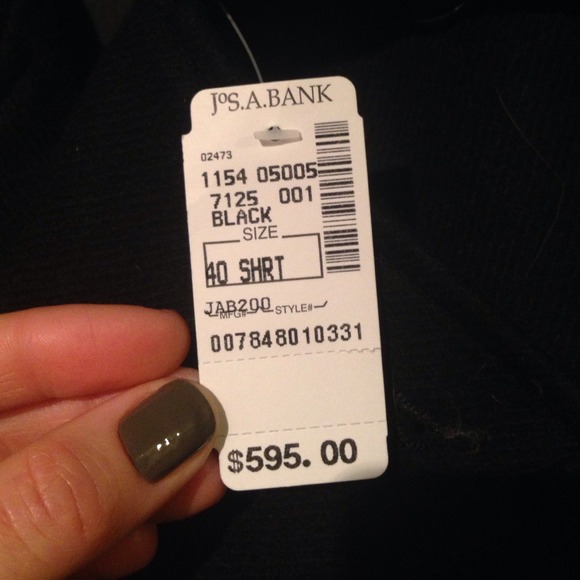 JOS.A.BANK
02473
1154 05005
7125 001
BLACK
SIZE
40 SHRT
JAB200
MFG# STYLE#
007848010331
$595.00